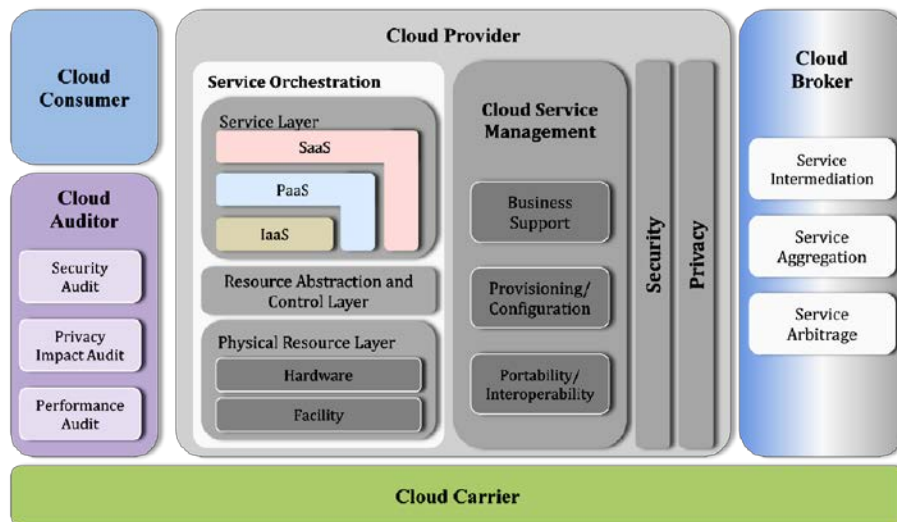 Cloud
Consumer
Cloud
Auditor
Security
Audit
Privacy
Impact Audit
Performance
Audit
Cloud Provider
Service Orchestration
Service Layer
SaaS
PaaS
IaaS
Resource Abstraction and
Control Layer
Physical Resource Layer
Hardware
Facility
Cloud Service
Management
Business
Support
Provisioning/
Configuration
Portability/
Interoperability
Security
Privacy
Cloud
Broker
Service
Intermediation
Service
Aggregation
Service
Arbitrage
Cloud Carrier